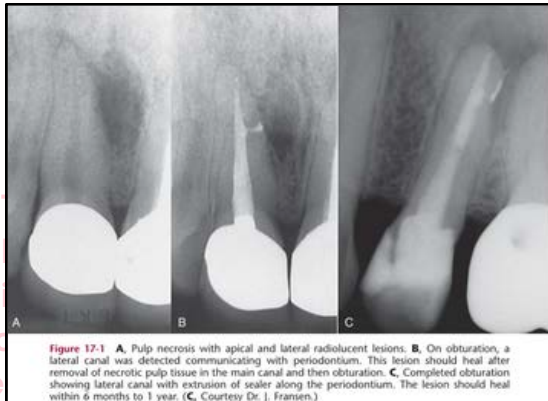 A
B
C
Figure 17-1 A, Pulp necrosis with apical and lateral radiolucent lesions. B, On obturation, a
lateral canal was detected communicating with periodontium. This lesion should heal after
removal of necrotic pulp tissue in the main canal and then obturation. C, Completed obturation
showing lateral canal with extrusion of sealer along the periodontium. The lesion should heal
within 6 months to 1 year. (C, Courtesy Dr. J. Fransen.)